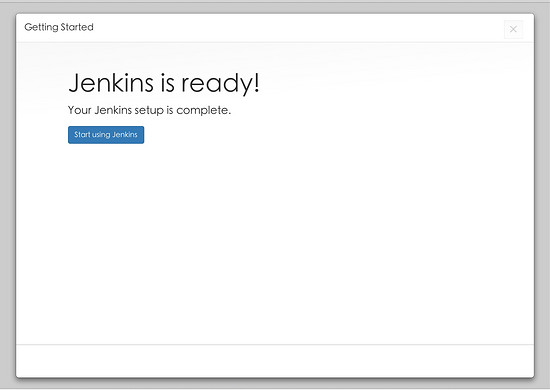 Getting Started
Jenkins is ready!
Your Jenkins setup is complete.
Start using Jenkins